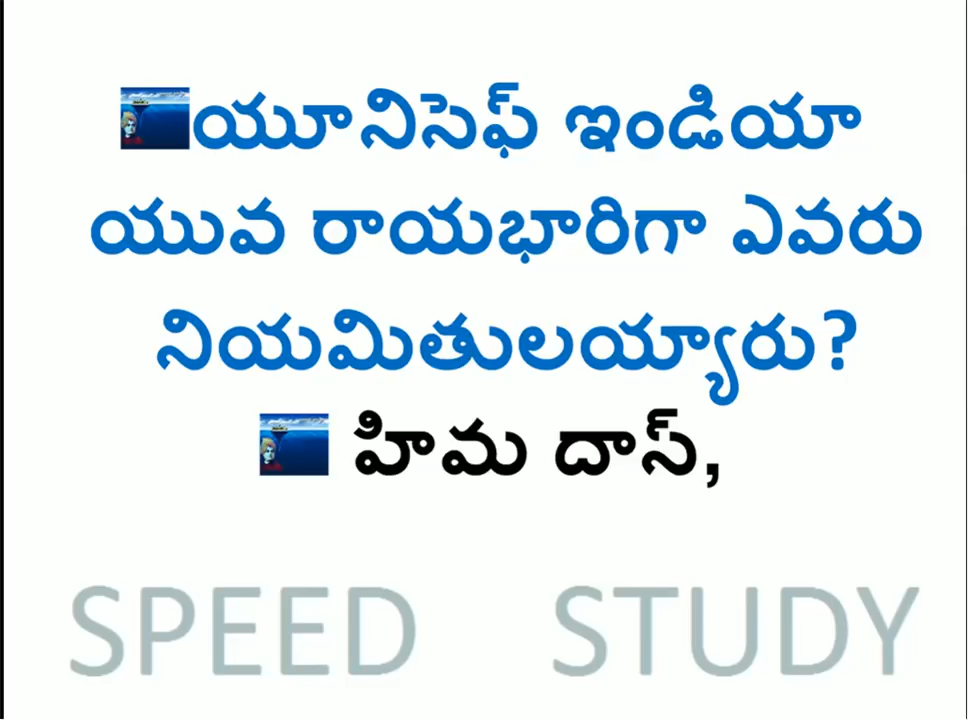 యూనిసెఫ్ ఇండియా
యువ రాయభారిగా ఎవరు
నియమితులయ్యారు?
హిమ దాస్,
SPEED STUDY